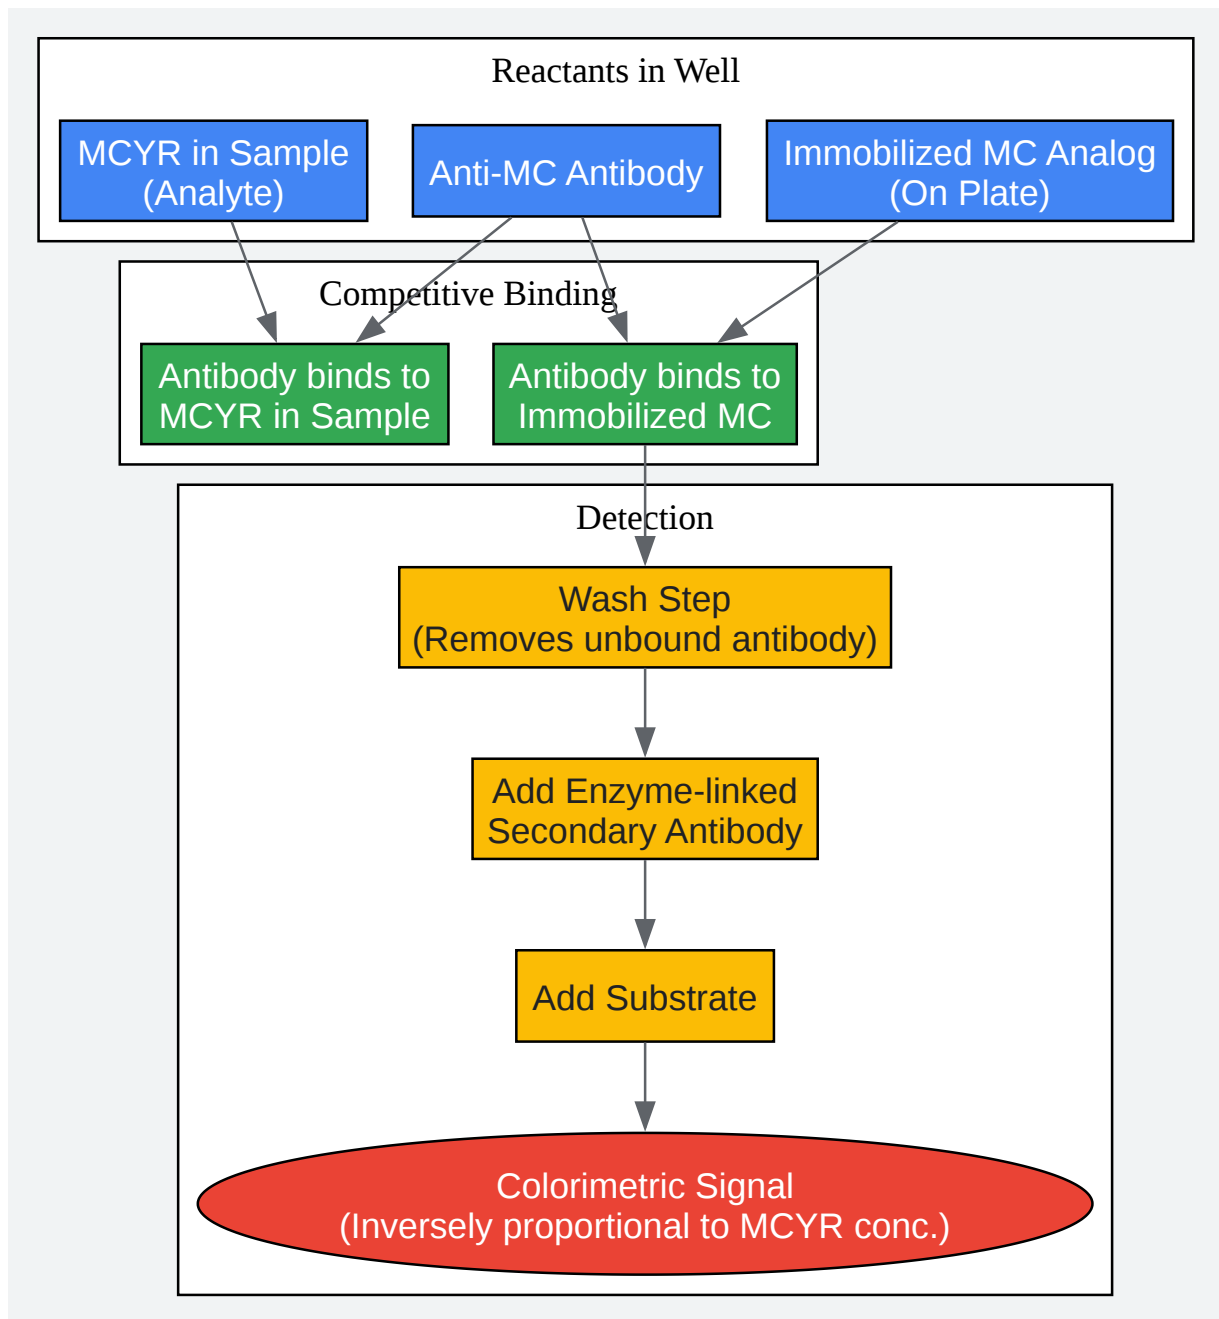 Reactants in Well
MCYR in Sample
(Analyte)
Anti-MC Antibody
Immobilized MC Analog
(On Plate)
Competitive Binding
Antibody binds to
MCYR in Sample
Antibody binds to
Immobilized MC
Detection
Wash Step
(Removes unbound antibody)
Add Enzyme-linked
Secondary Antibody
Add Substrate
Colorimetric Signal
(Inversely proportional to MCYR conc.)